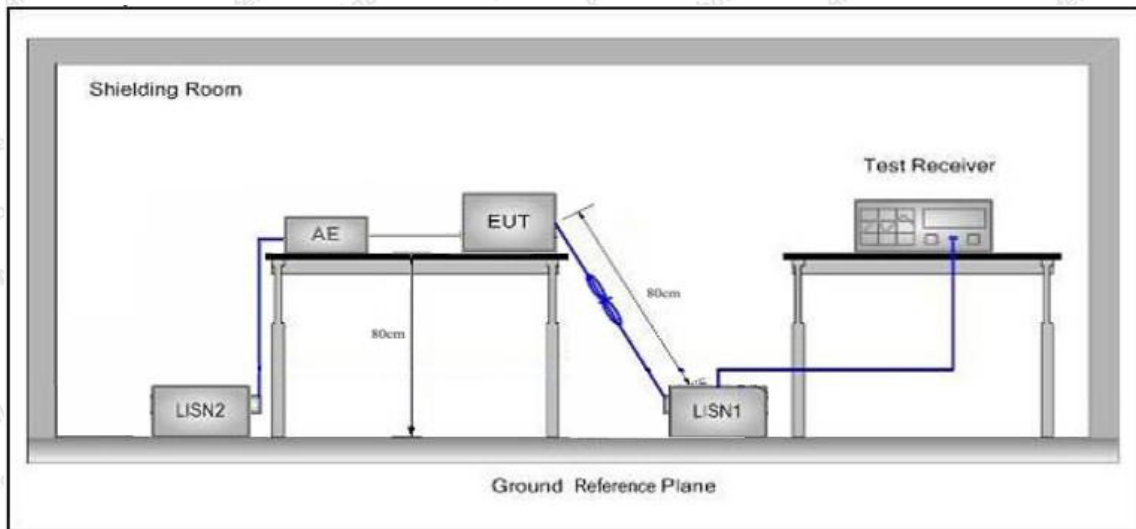 Shielding Room
Test Receiver
AE
EUT
80cm
80cm
LISN2
LISN1
Ground Reference Plane